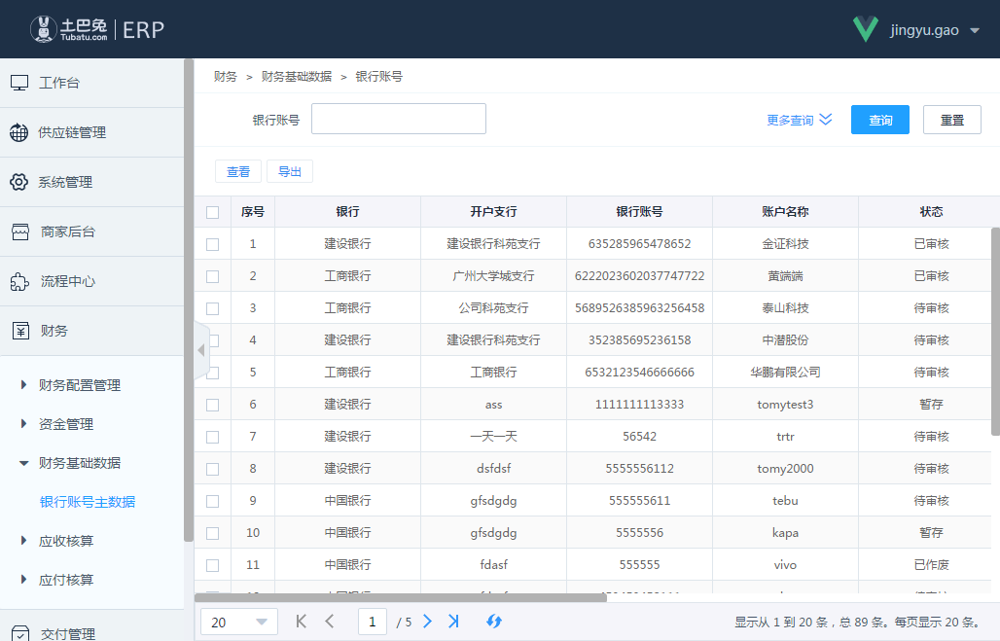 土巴兔 Tubatu.com ERP
jingyu.gao
工作台
供应链管理
系统管理
商家后台
流程中心
财务
财务配置管理
资金管理
财务基础数据
银行账号主数据
应收核算
应付核算
交付管理
财务 > 财务基础数据 > 银行账号
银行账号 更多查询 查询 重置
查看 导出
序号 银行 开户支行 银行账号 账户名称 状态
1 建设银行 建设银行科苑支行 635285965478652 金证科技 已审核
2 工商银行 广州大学城支行 6222023602037747722 黄端端 已审核
3 工商银行 公司科苑支行 5689526385963256458 泰山科技 待审核
4 建设银行 建设银行科苑支行 352385695236158 中潜股份 待审核
5 工商银行 工商银行 6532123546666666 华鹏有限公司 待审核
6 建设银行 ass 1111111113333 tomytest3 暂存
7 建设银行 一天一天 56542 trtr 待审核
8 建设银行 dsfdsf 5555556112 tomy2000 待审核
9 中国银行 gfsdgdg 555555611 tebu 待审核
10 中国银行 gfsdgdg 5555556 kapa 暂存
11 中国银行 fdasf 555555 vivo 已作废
20 1 / 5 显示从 1 到 20 条，总 89 条。每页显示 20 条。